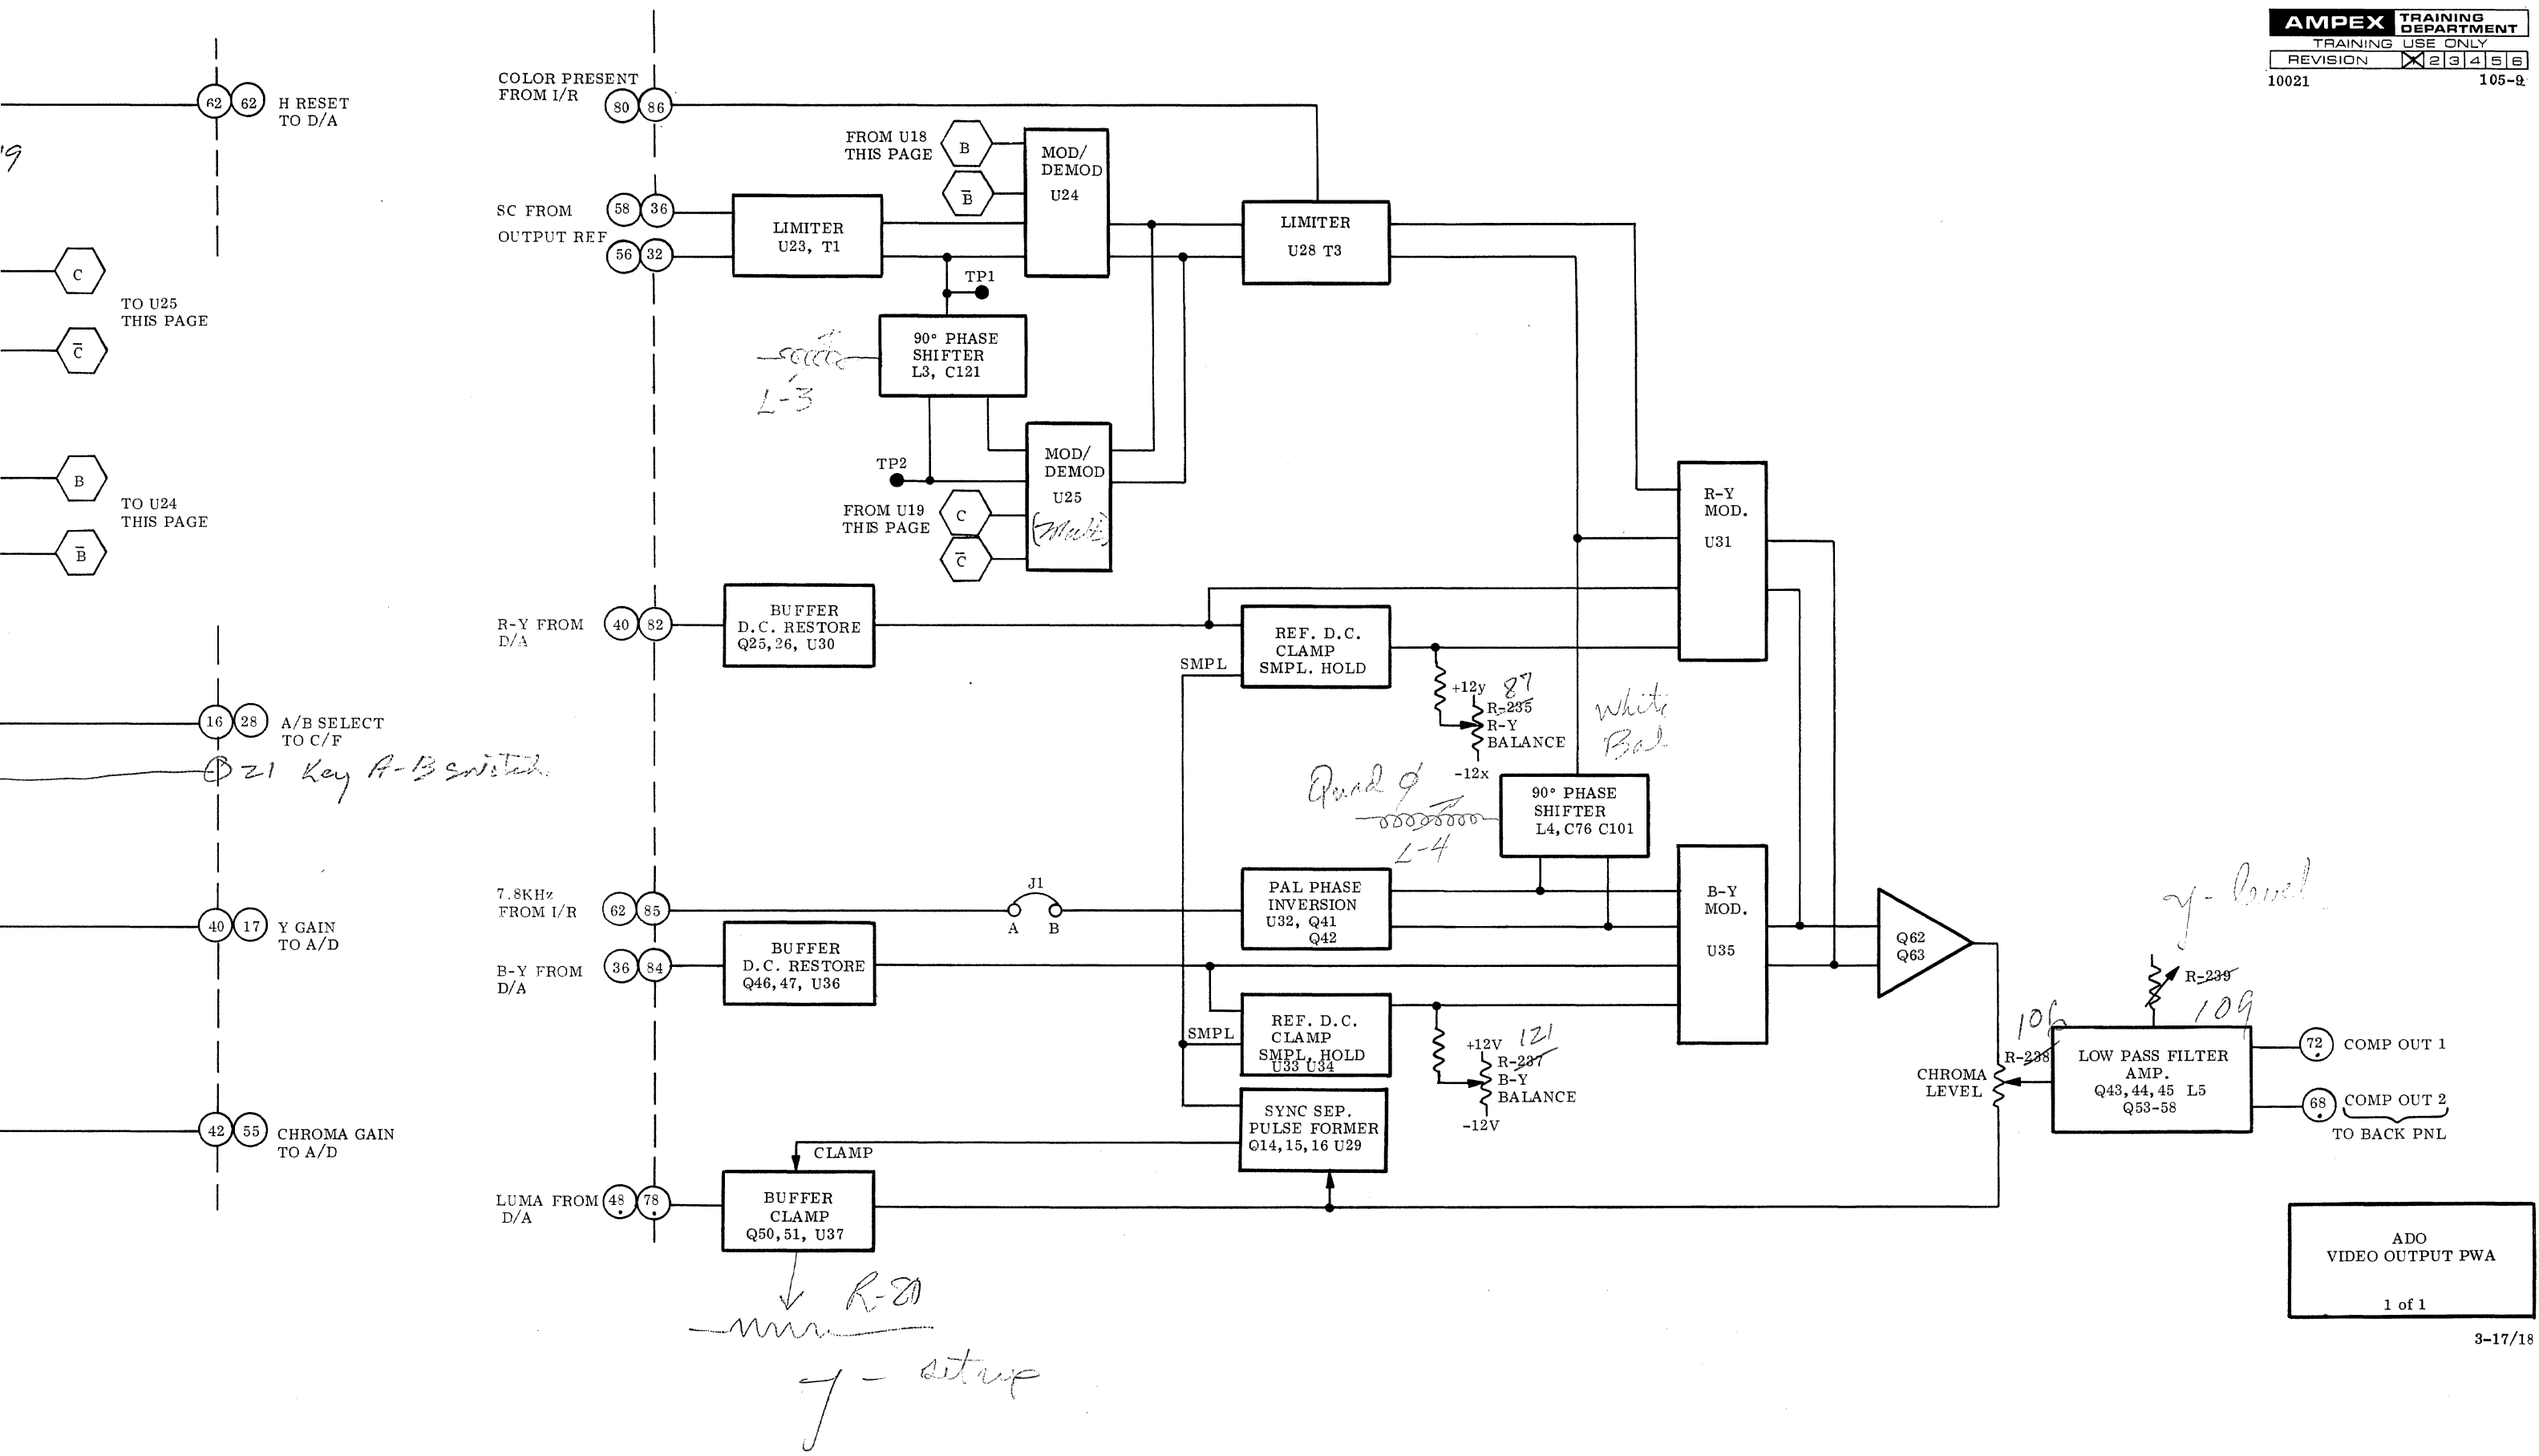 AMPEX TRAINING DEPARTMENT
TRAINING USE ONLY
REVISION 2 3 4 5 6
10021 105-9
62 62 H RESET
TO D/A
C
TO U25
THIS PAGE
C̅
B
TO U24
THIS PAGE
B̅
16 28 A/B SELECT
TO C/F
21 Key A-B switch
40 17 Y GAIN
TO A/D
42 55 CHROMA GAIN
TO A/D
COLOR PRESENT
FROM I/R
80 86
FROM U18
THIS PAGE
B
B̅
MOD/
DEMOD
U24
SC FROM
OUTPUT REF
58 36
56 32
LIMITER
U23, T1
TP1
LIMITER
U28 T3
90° PHASE
SHIFTER
L3, C121
L-3
TP2
MOD/
DEMOD
U25
FROM U19
THIS PAGE
C
C̅
R-Y
MOD.
U31
R-Y FROM
D/A
40 82
BUFFER
D.C. RESTORE
Q25,26, U30
REF. D.C.
CLAMP
SMPL. HOLD
SMPL
+12y
87
R-235
R-Y
BALANCE
-12x
White
Bal
Quad φ
L-4
90° PHASE
SHIFTER
L4, C76 C101
7.8KHz
FROM I/R
62 85
J1
A B
PAL PHASE
INVERSION
U32, Q41
Q42
B-Y
MOD.
U35
B-Y FROM
D/A
36 84
BUFFER
D.C. RESTORE
Q46,47, U36
SMPL
REF. D.C.
CLAMP
SMPL. HOLD
U33 U34
+12V
121
R-237
B-Y
BALANCE
-12V
Q62
Q63
y-level
R-239
109
106
R-238
CHROMA
LEVEL
LOW PASS FILTER
AMP.
Q43,44,45 L5
Q53-58
72 COMP OUT 1
68 COMP OUT 2
TO BACK PNL
SYNC SEP.
PULSE FORMER
Q14,15,16 U29
CLAMP
LUMA FROM
D/A
48 78
BUFFER
CLAMP
Q50,51, U37
y - setup
ADO
VIDEO OUTPUT PWA
1 of 1
3-17/18